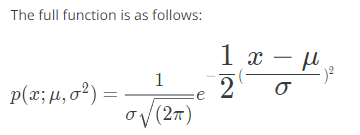 The full function is as follows:
p(x; μ, σ²) = 1/(σ√(2π)) e^(-1/2((x − μ)/σ)²)